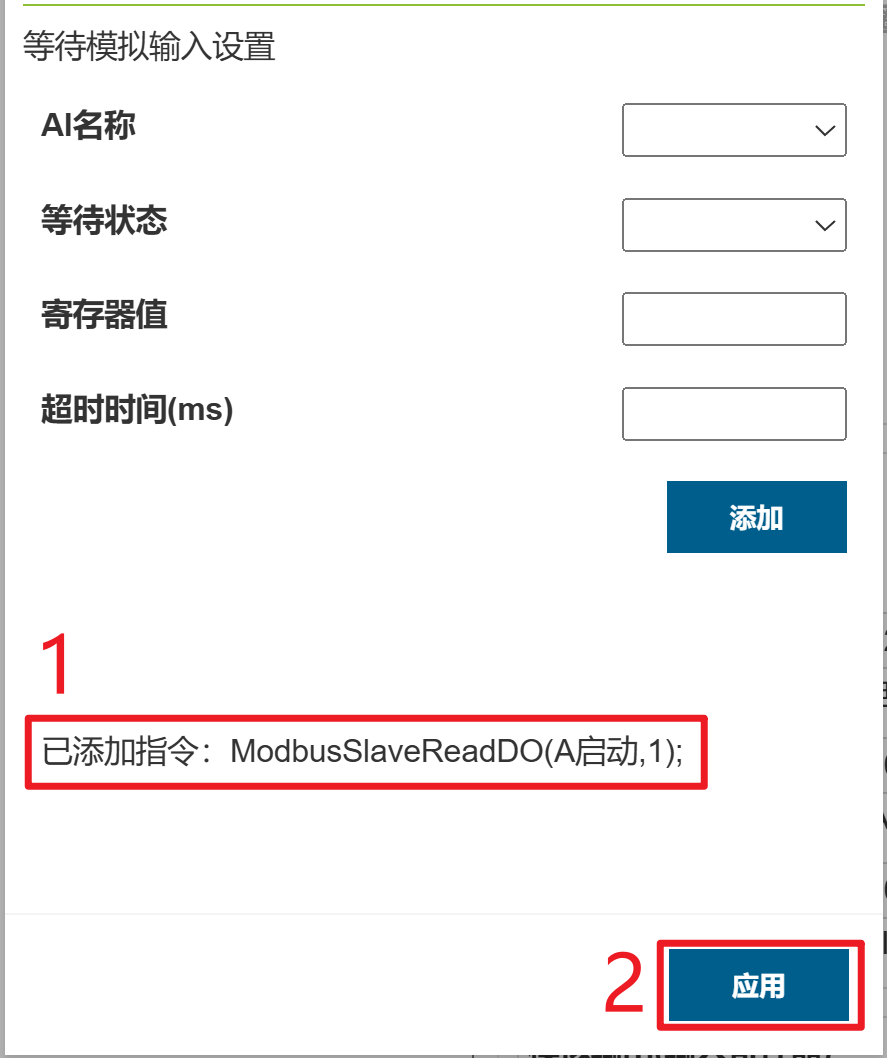 等待模拟输入设置
AI名称
等待状态
寄存器值
超时时间(ms)
添加
1
已添加指令：ModbusSlaveReadDO(A启动,1);
2
应用